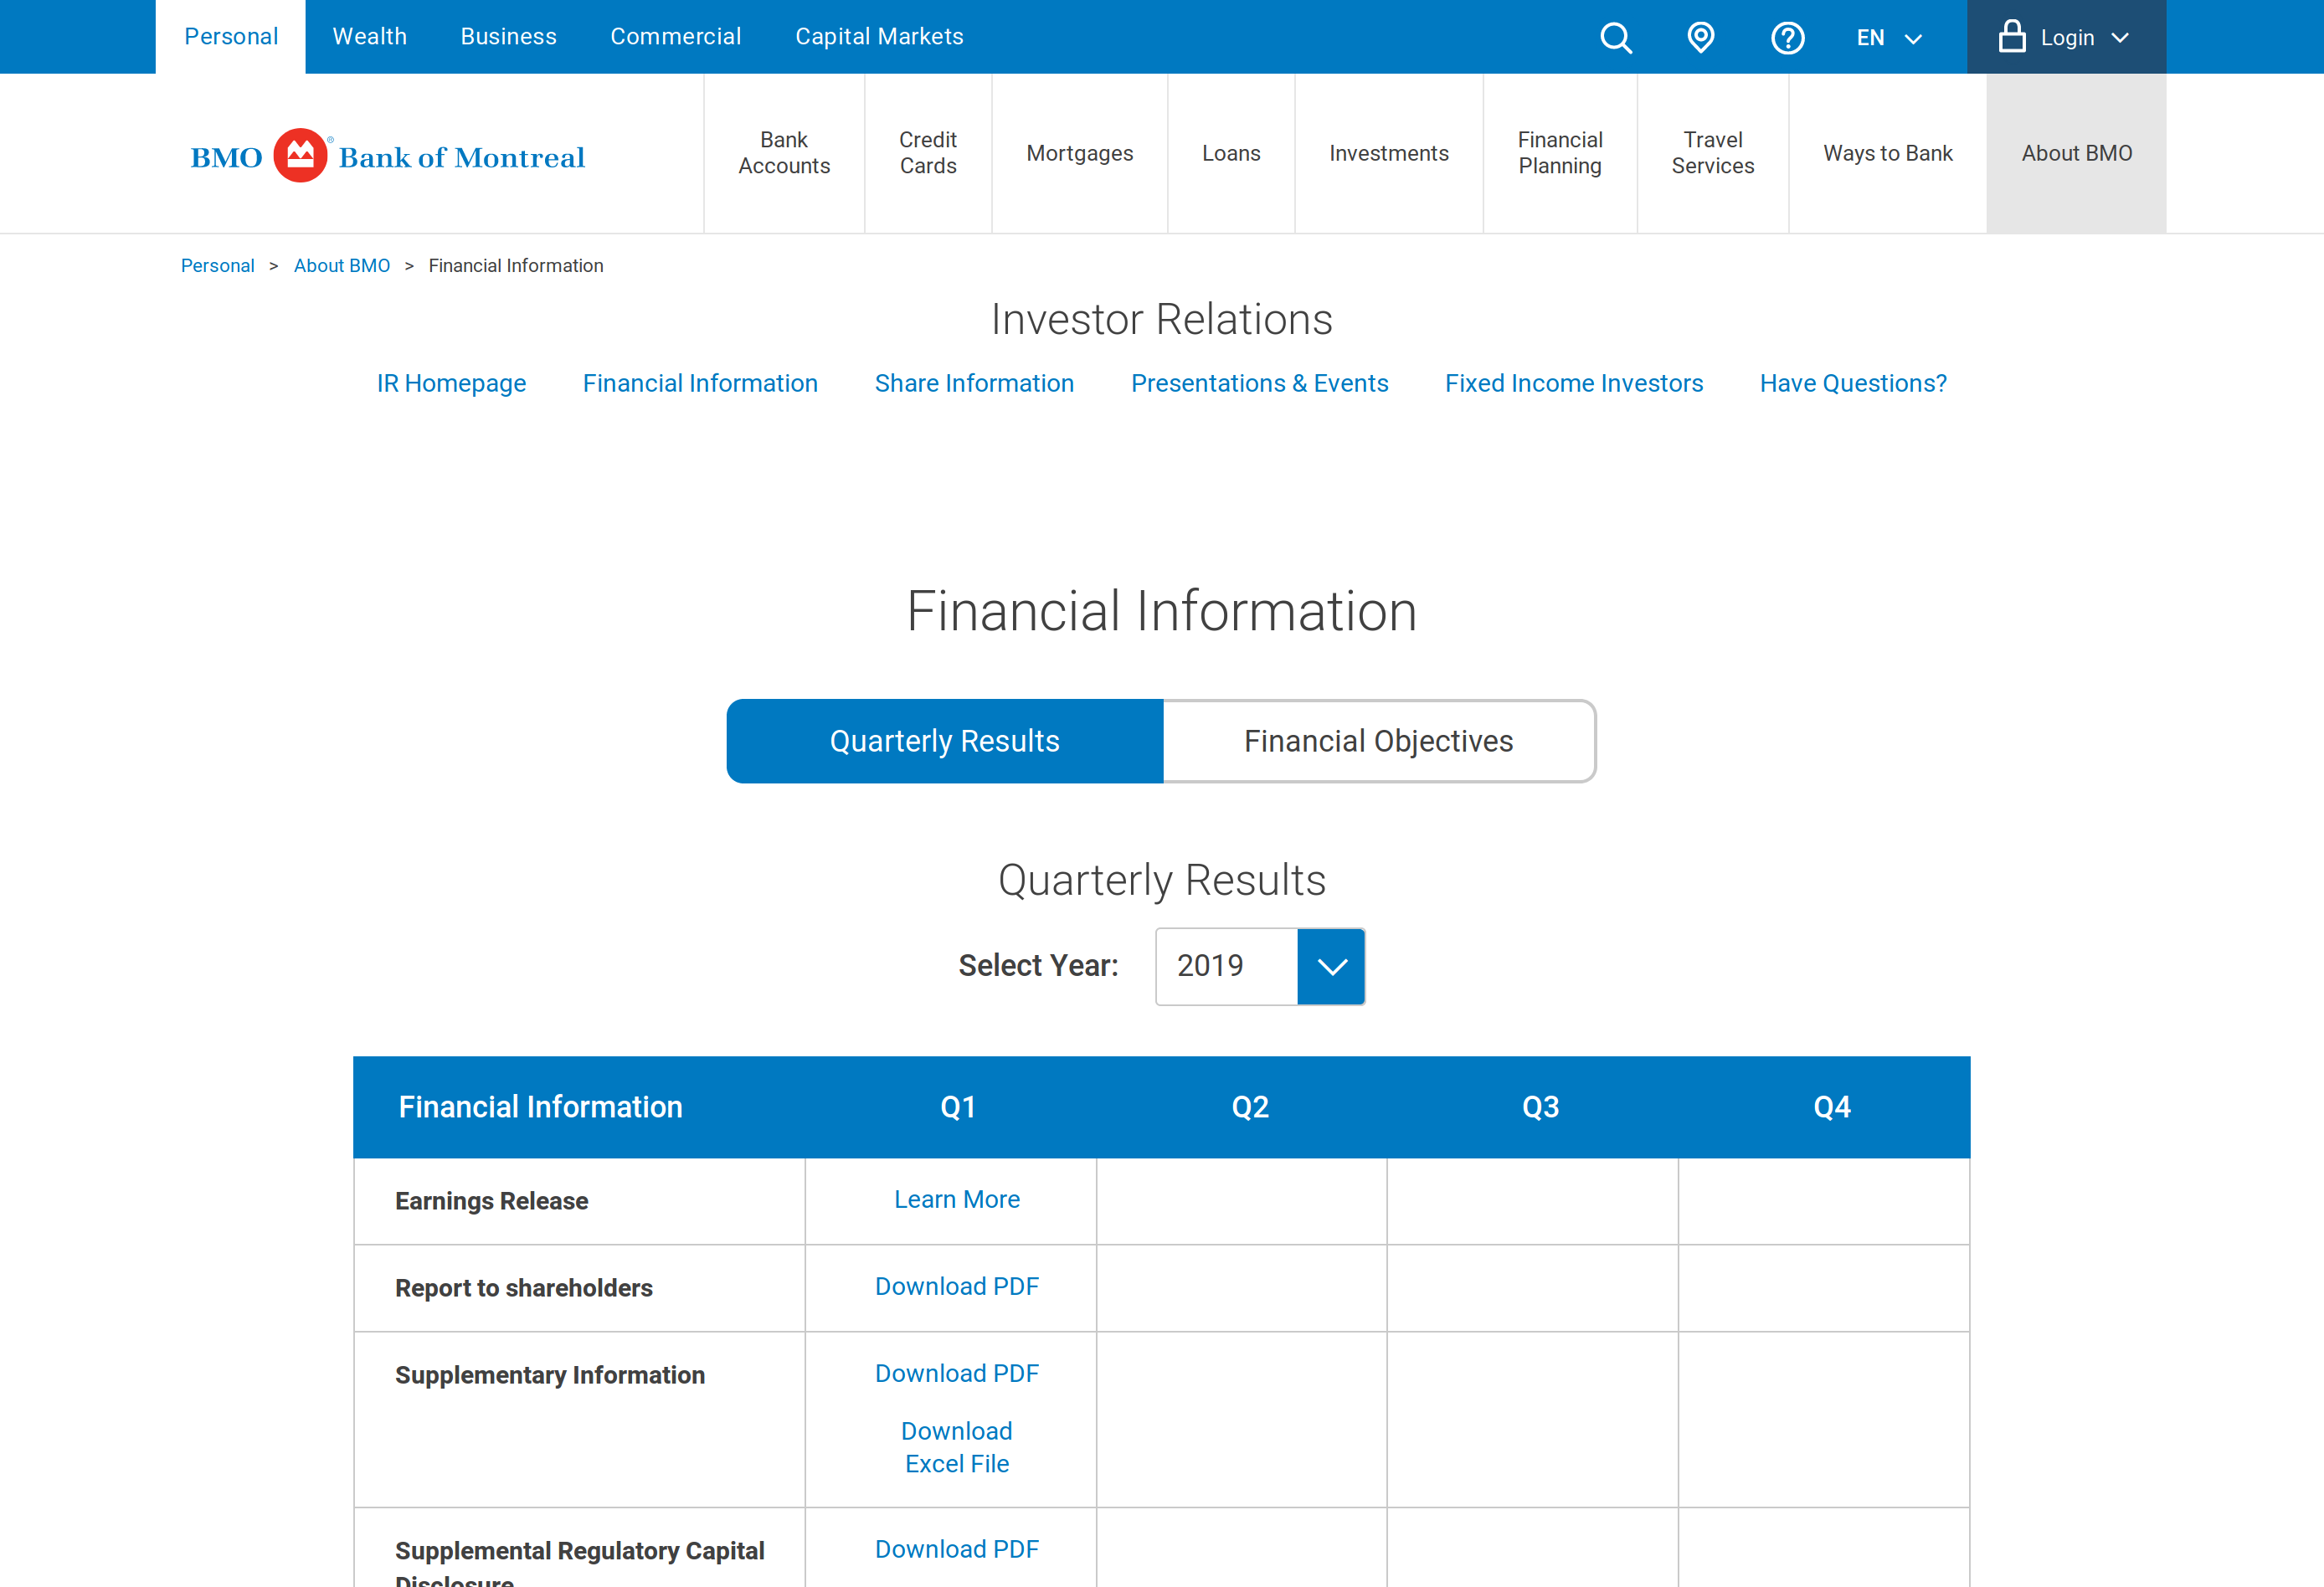 Personal Wealth Business Commercial Capital Markets EN Login
BMO ® Bank of Montreal
Bank Accounts Credit Cards Mortgages Loans Investments Financial Planning Travel Services Ways to Bank About BMO
Personal > About BMO > Financial Information
Investor Relations
IR Homepage Financial Information Share Information Presentations & Events Fixed Income Investors Have Questions?
Financial Information
Quarterly Results Financial Objectives
Quarterly Results
Select Year: 2019
Financial Information Q1 Q2 Q3 Q4
Earnings Release Learn More
Report to shareholders Download PDF
Supplementary Information Download PDF
Download
Excel File
Supplemental Regulatory Capital Download PDF
Disclosure